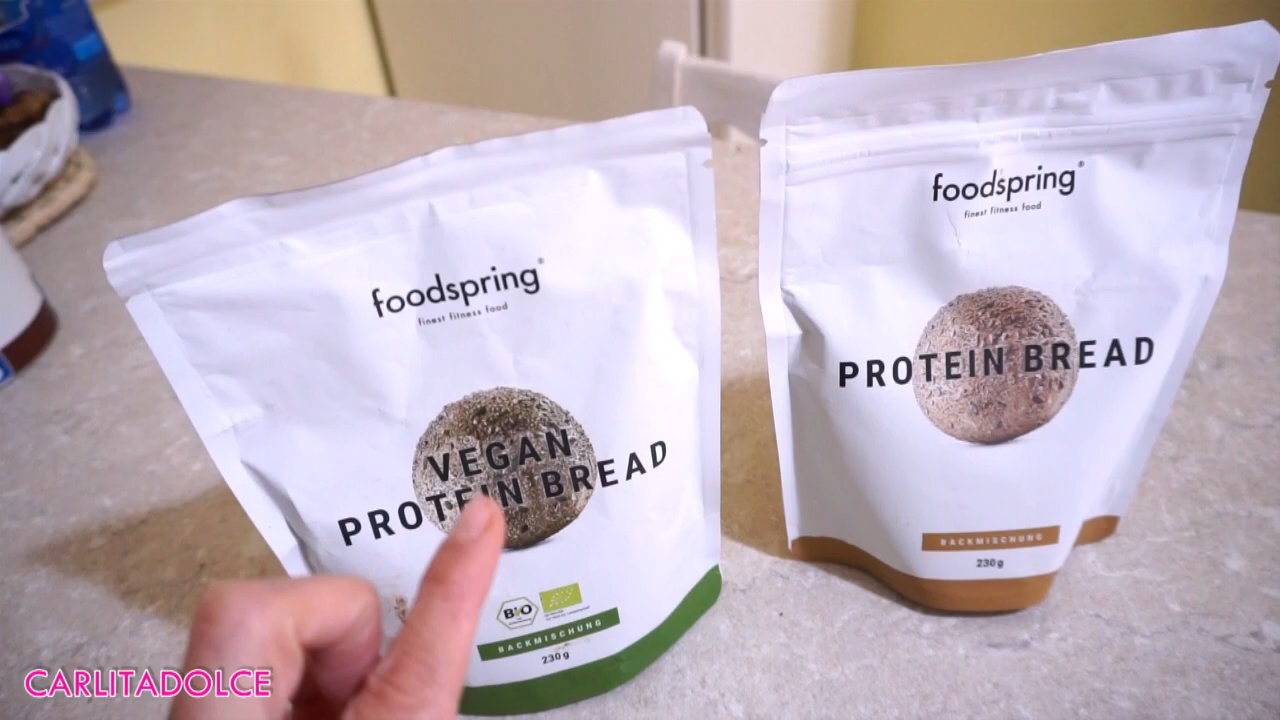 foodspring®
finest fitness food
VEGAN
PROTEIN BREAD
BIO
BACKMISCHUNG
230g
foodspring®
finest fitness food
PROTEIN BREAD
BACKMISCHUNG
230g
CARLITADOLCE